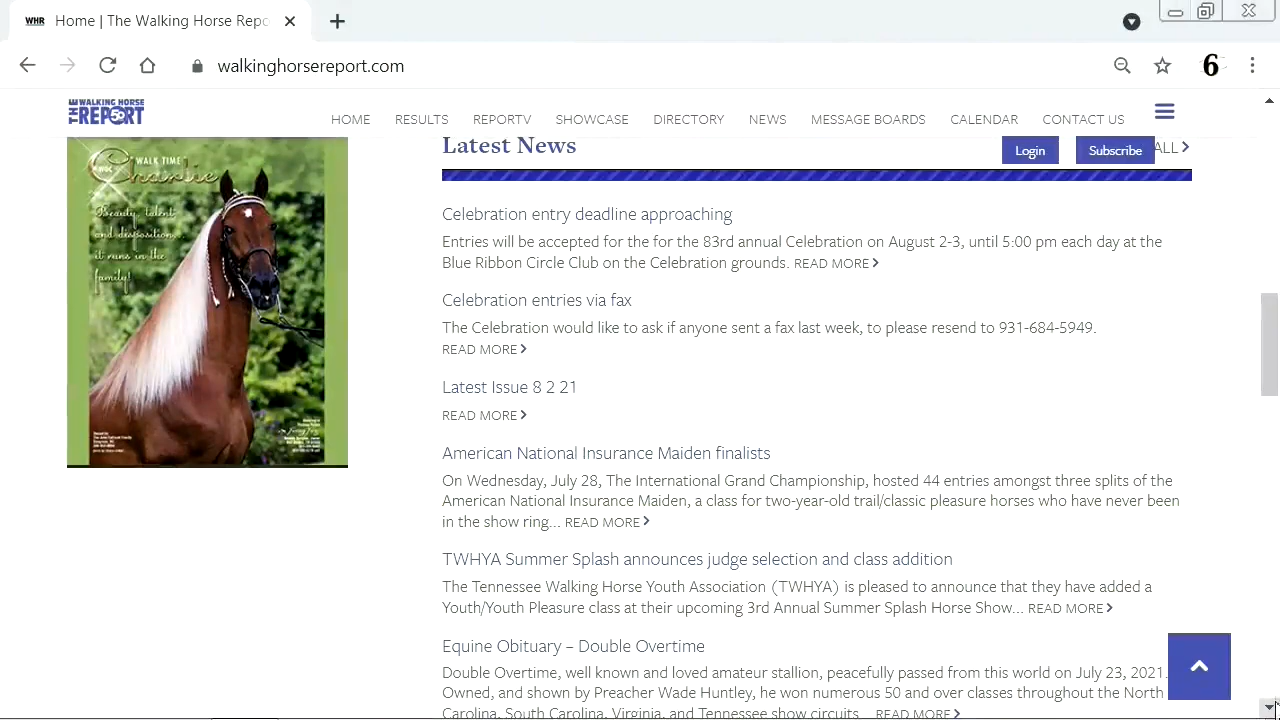 WHR Home | The Walking Horse Repo
walkinghorsereport.com
6
THE WALKING HORSE REPORT 50
HOME RESULTS REPORTV SHOWCASE DIRECTORY NEWS MESSAGE BOARDS CALENDAR CONTACT US
Latest News
Login
Subscribe
ALL
WALK TIME
Charlie
Beauty, talent
and disposition...
it runs in the
family!
Celebration entry deadline approaching
Entries will be accepted for the for the 83rd annual Celebration on August 2-3, until 5:00 pm each day at the
Blue Ribbon Circle Club on the Celebration grounds. READ MORE
Celebration entries via fax
The Celebration would like to ask if anyone sent a fax last week, to please resend to 931-684-5949.
READ MORE
Latest Issue 8 2 21
READ MORE
American National Insurance Maiden finalists
On Wednesday, July 28, The International Grand Championship, hosted 44 entries amongst three splits of the
American National Insurance Maiden, a class for two-year-old trail/classic pleasure horses who have never been
in the show ring... READ MORE
TWHYA Summer Splash announces judge selection and class addition
The Tennessee Walking Horse Youth Association (TWHYA) is pleased to announce that they have added a
Youth/Youth Pleasure class at their upcoming 3rd Annual Summer Splash Horse Show... READ MORE
Equine Obituary – Double Overtime
Double Overtime, well known and loved amateur stallion, peacefully passed from this world on July 23, 2021.
Owned, and shown by Preacher Wade Huntley, he won numerous 50 and over classes throughout the North
Carolina, South Carolina, Virginia, and Tennessee show circuits... READ MORE